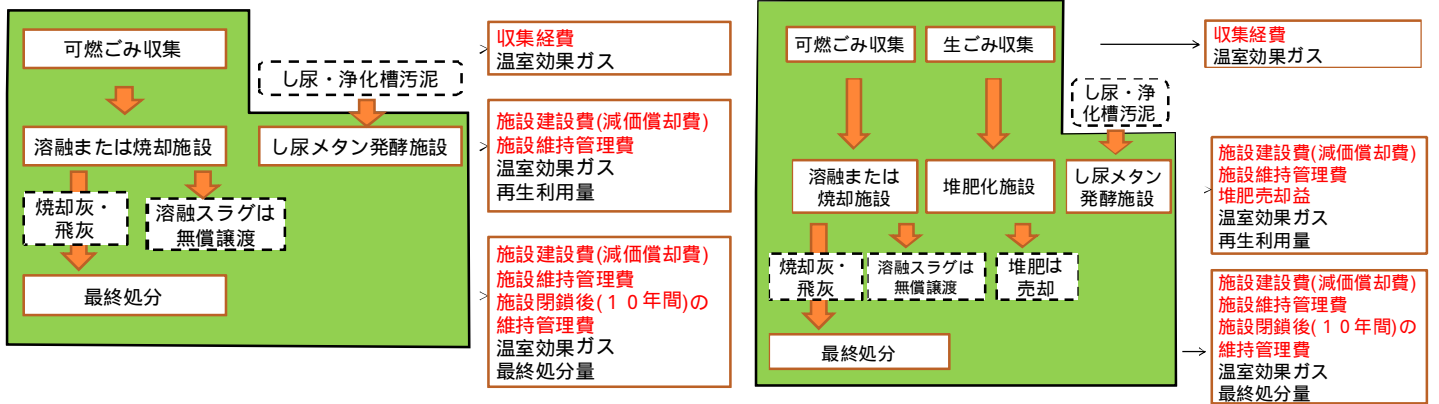 可燃ごみ収集
し尿・浄化槽汚泥
溶融または焼却施設
し尿メタン発酵施設
焼却灰・
飛灰
溶融スラグは
無償譲渡
最終処分
収集経費
温室効果ガス
施設建設費(減価償却費)
施設維持管理費
温室効果ガス
再生利用量
施設建設費(減価償却費)
施設維持管理費
施設閉鎖後(１０年間)の
維持管理費
温室効果ガス
最終処分量
可燃ごみ収集
生ごみ収集
し尿・浄
化槽汚泥
溶融または
焼却施設
堆肥化施設
し尿メタン
発酵施設
焼却灰・
飛灰
溶融スラグは
無償譲渡
堆肥は
売却
最終処分
収集経費
温室効果ガス
施設建設費(減価償却費)
施設維持管理費
堆肥売却益
温室効果ガス
再生利用量
施設建設費(減価償却費)
施設維持管理費
施設閉鎖後(１０年間)の
維持管理費
温室効果ガス
最終処分量